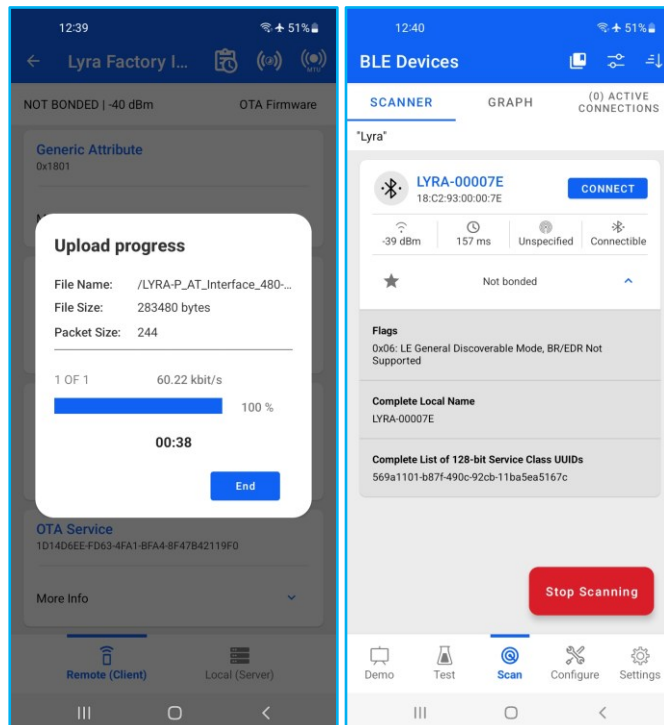 12:39
51%
Lyra Factory I...
MTU
NOT BONDED | -40 dBm
OTA Firmware
Generic Attribute
0x1801
Upload progress
File Name: /LYRA-P_AT_Interface_480-...
File Size: 283480 bytes
Packet Size: 244
1 OF 1
60.22 kbit/s
100 %
00:38
End
OTA Service
1D14D6EE-FD63-4FA1-BFA4-8F47B42119F0
More Info
Remote (Client)
Local (Server)
12:40
51%
BLE Devices
SCANNER
GRAPH
(0) ACTIVE
CONNECTIONS
"Lyra"
LYRA-00007E
18:C2:93:00:00:7E
CONNECT
-39 dBm
157 ms
Unspecified
Connectible
Not bonded
Flags
0x06: LE General Discoverable Mode, BR/EDR Not
Supported
Complete Local Name
LYRA-00007E
Complete List of 128-bit Service Class UUIDs
569a1101-b87f-490c-92cb-11ba5ea5167c
Stop Scanning
Demo
Test
Scan
Configure
Settings